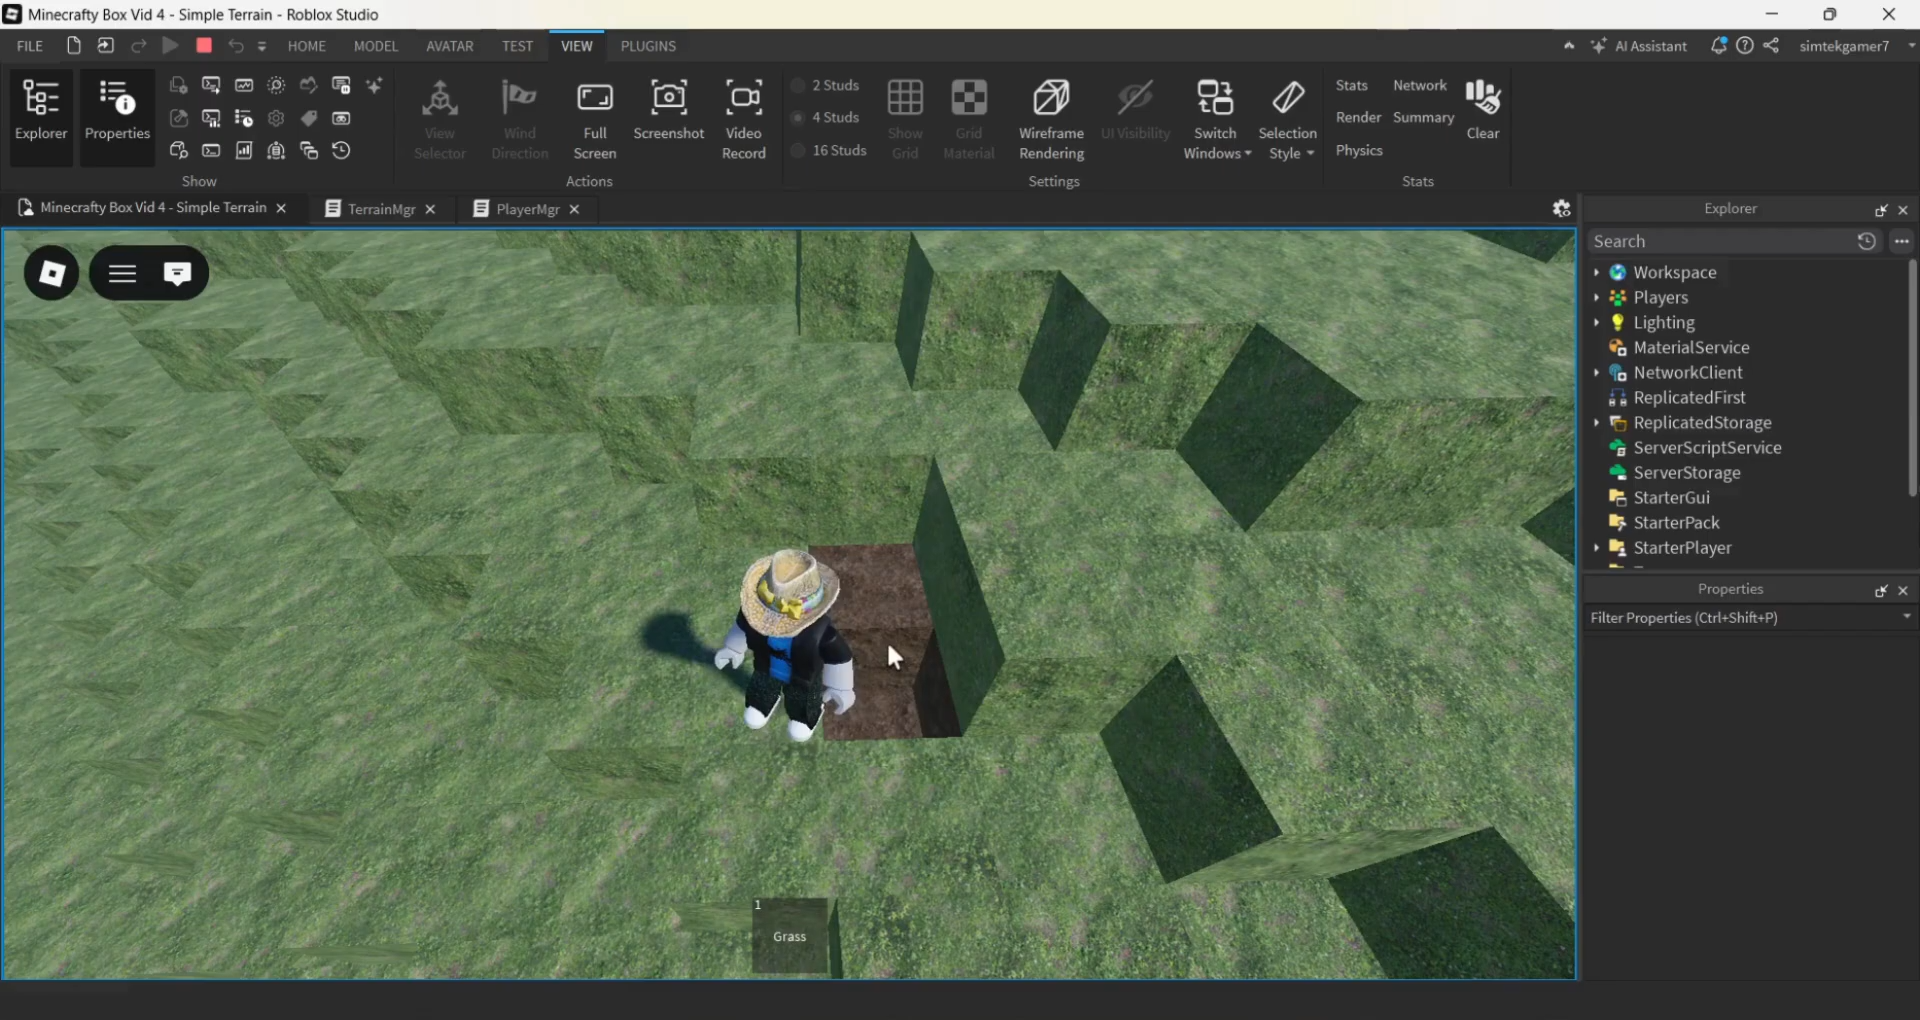 Minecrafty Box Vid 4 - Simple Terrain - Roblox Studio
FILE HOME MODEL AVATAR TEST VIEW PLUGINS AI Assistant simtekgamer7
Explorer
Properties
Show
View Selector
Wind Direction
Full Screen
Screenshot
Video Record
Actions
2 Studs
4 Studs
16 Studs
Show Grid
Grid Material
Wireframe Rendering
UI Visibility
Switch Windows
Selection Style
Settings
Stats Network
Render Summary
Physics
Clear
Stats
Minecrafty Box Vid 4 - Simple Terrain
TerrainMgr
PlayerMgr
Explorer
Search
Workspace
Players
Lighting
MaterialService
NetworkClient
ReplicatedFirst
ReplicatedStorage
ServerScriptService
ServerStorage
StarterGui
StarterPack
StarterPlayer
Properties
Filter Properties (Ctrl+Shift+P)
1
Grass